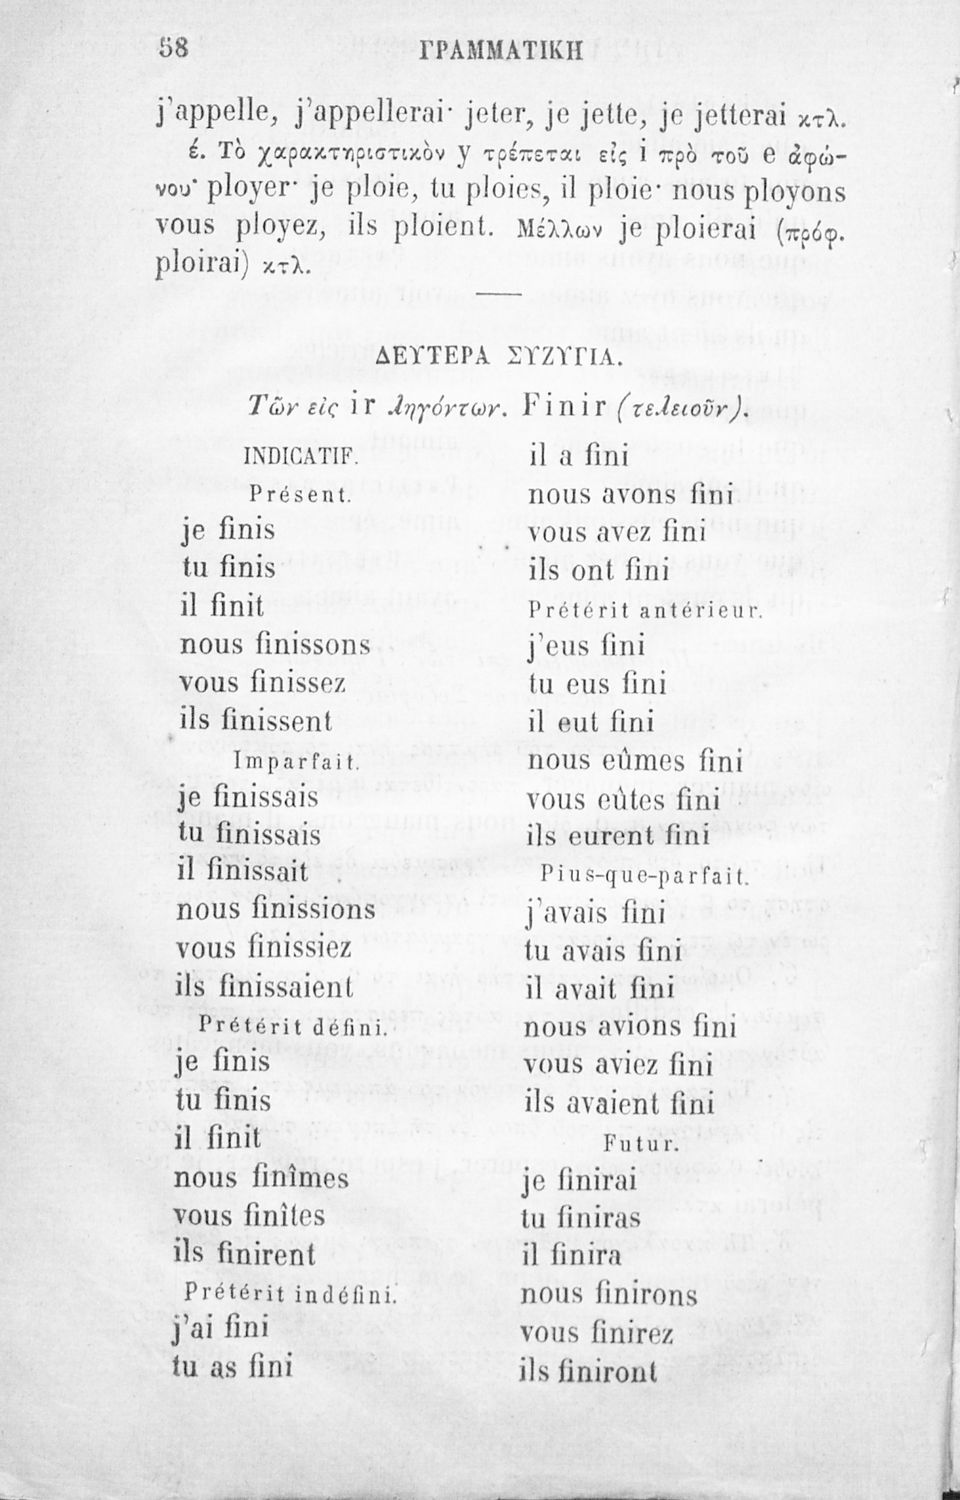 58 ΓΡΑΜΜΑΤΙΚΗ
j'appelle, j'appellerai· jeter, je jette, je jetterai κτλ.
έ. Τὸ χαρακτηριστικὸν y τρέπεται εἰς i πρὸ τοῦ e ἀφώ-
νου· ployer· je ploie, tu ploies, il ploie· nous ployons
vous ployez, ils ploient. Μέλλων je ploierai (πρόφ.
ploirai) κτλ.
ΔΕΥΤΕΡΑ ΣΥΖΥΓΙΑ.
Τῶν εἰς ir ληγόντων. Finir (τελειοῦν).
INDICATIF.
Présent.
je finis
tu finis
il finit
nous finissons
vous finissez
ils finissent
Imparfait.
je finissais
tu finissais
il finissait
nous finissions
vous finissiez
ils finissaient
Prétérit défini.
je finis
tu finis
il finit
nous finîmes
vous finîtes
ils finirent
Prétérit indéfini.
j'ai fini
tu as fini
il a fini
nous avons fini
vous avez fini
ils ont fini
Prétérit antérieur.
j'eus fini
tu eus fini
il eut fini
nous eûmes fini
vous eûtes fini
ils eurent fini
Pius-que-parfait.
j'avais fini
tu avais fini
il avait fini
nous avions fini
vous aviez fini
ils avaient fini
Futur.
je finirai
tu finiras
il finira
nous finirons
vous finirez
ils finiront